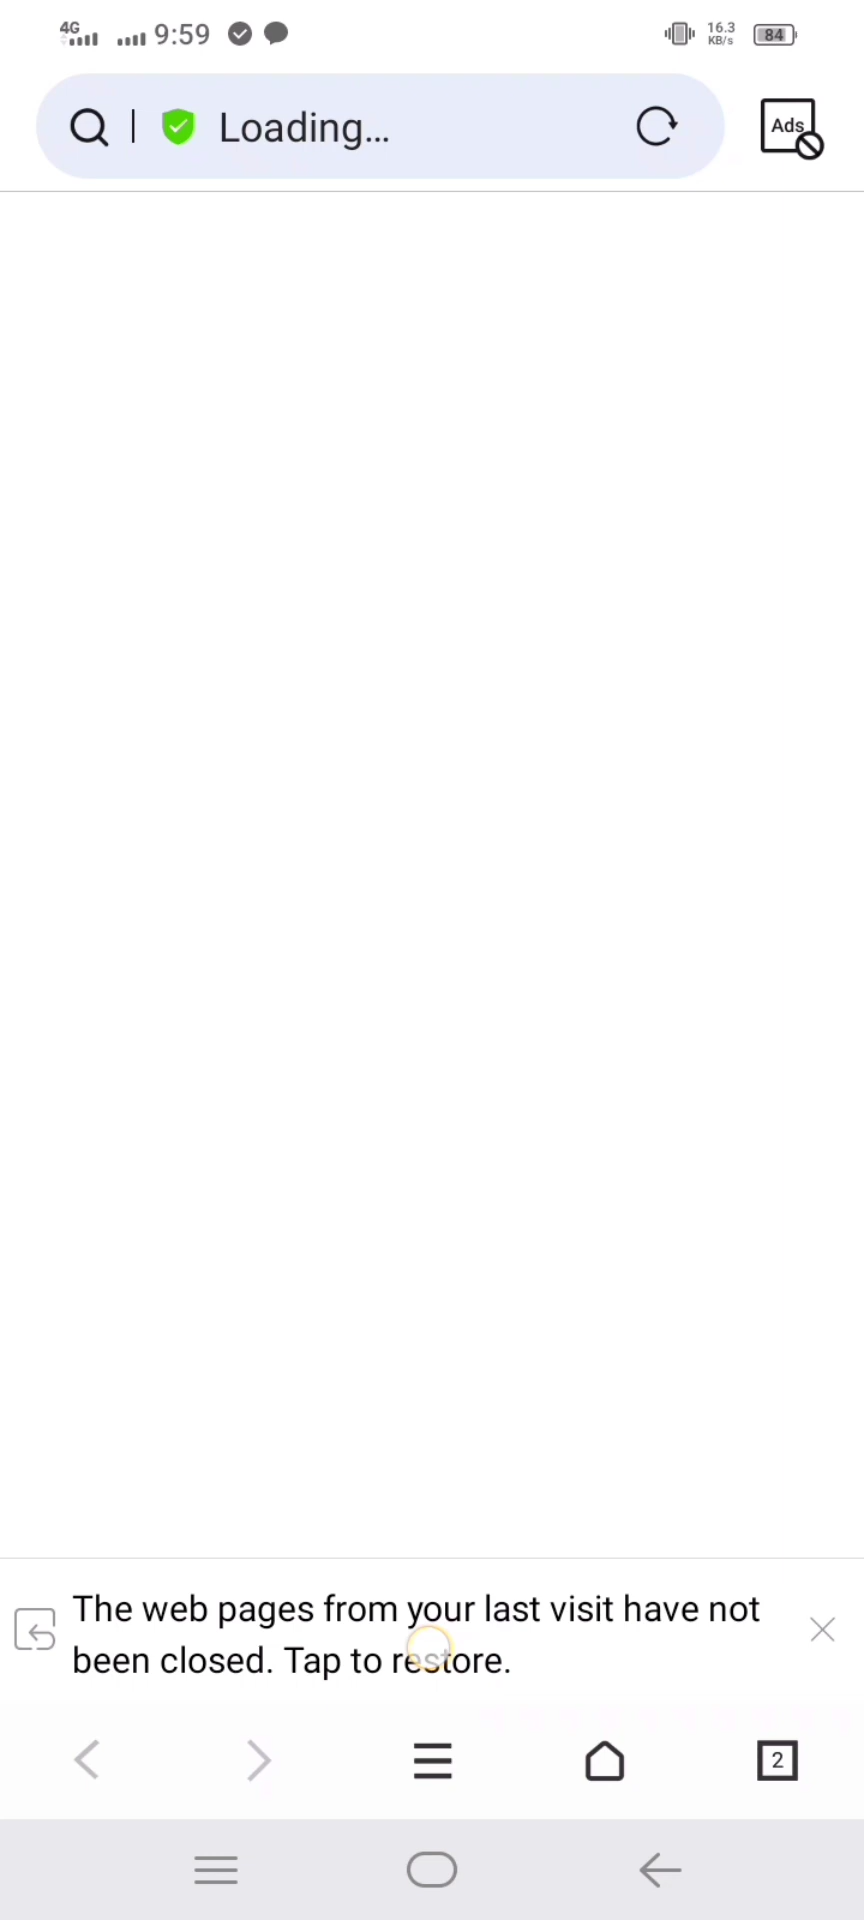 4G 9:59 16.3 KB/s 84
Loading... Ads
The web pages from your last visit have not
been closed. Tap to restore.
2